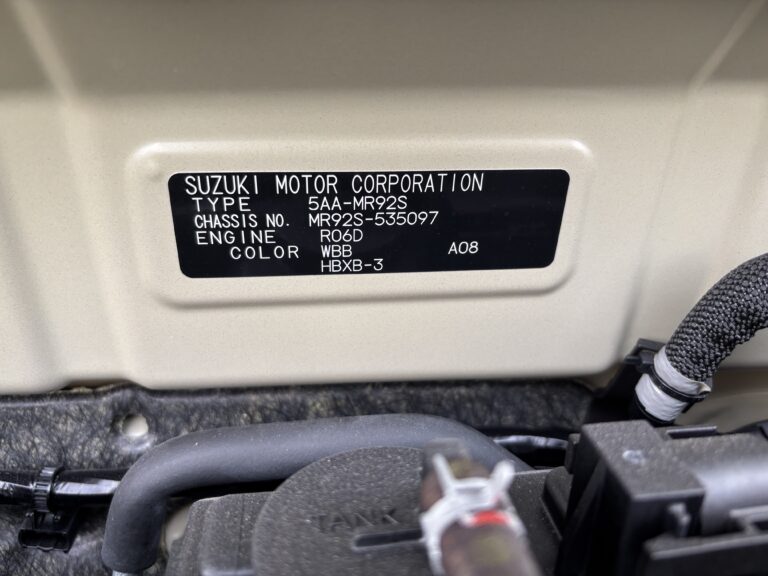 SUZUKI MOTOR CORPORATION
TYPE 5AA-MR92S
CHASSIS NO. MR92S-535097
ENGINE R06D
COLOR WBB A08
HBXB-3
TANK